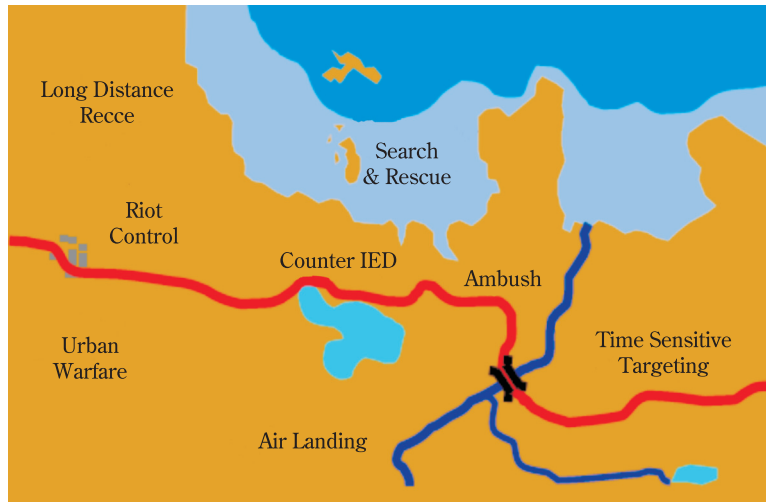 Long Distance
Recce
Search
& Rescue
Riot
Control
Counter IED
Ambush
Time Sensitive
Targeting
Urban
Warfare
Air Landing